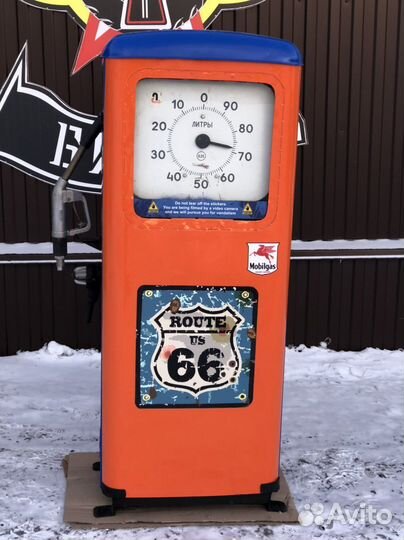 0
10 90
ЛИТРЫ
20 80
30 70
40 60
50
Do not tear off the stickers
You are being filmed by a video camera
and we will pursue you for vandalism
Mobilgas
ROUTE
US
66
Avito